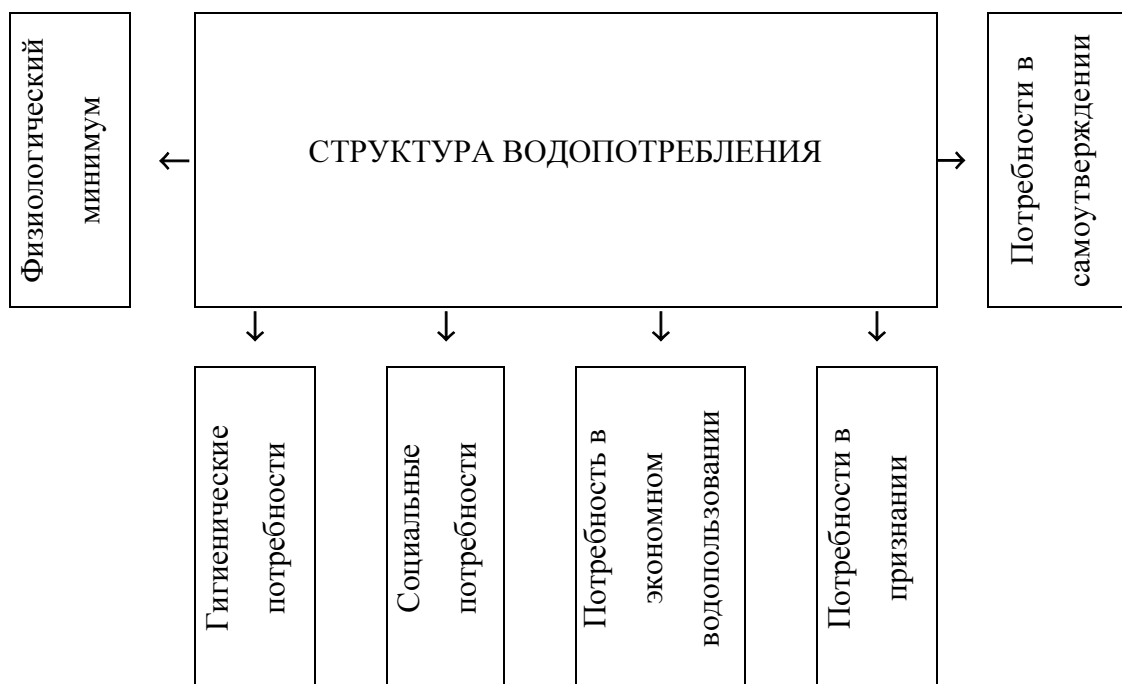 Физиологический
минимум
СТРУКТУРА ВОДОПОТРЕБЛЕНИЯ
Потребности в
самоутверждении
Гигиенические
потребности
Социальные
потребности
Потребность в
экономном
водопользовании
Потребности в
признании